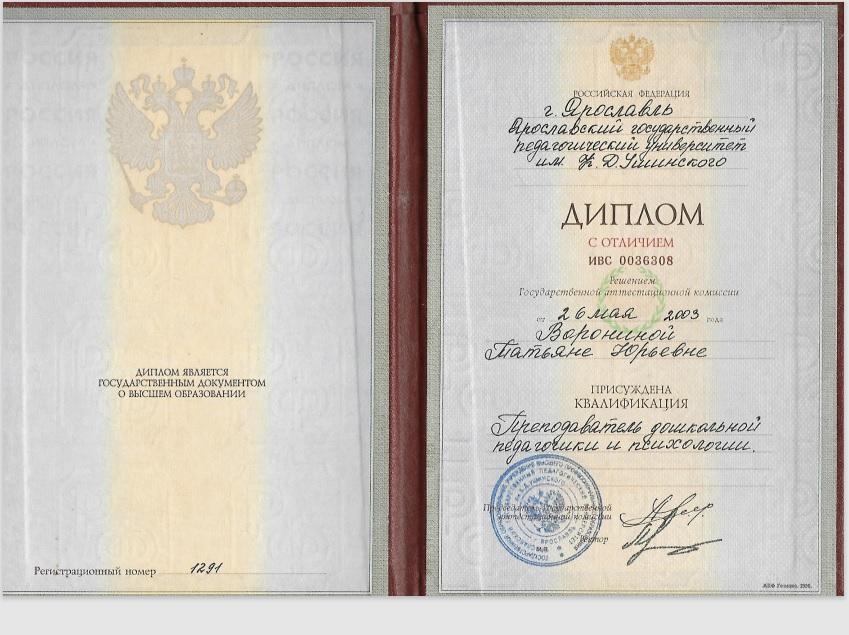 ДИПЛОМ ЯВЛЯЕТСЯ
ГОСУДАРСТВЕННЫМ ДОКУМЕНТОМ
О ВЫСШЕМ ОБРАЗОВАНИИ
Регистрационный номер 1291
РОССИЙСКАЯ ФЕДЕРАЦИЯ
г. Ярославль
Ярославский государственный
педагогический университет
им. К. Д. Ушинского
ДИПЛОМ
С ОТЛИЧИЕМ
ИВС 0036308
Решением
Государственной аттестационной комиссии
от 26 мая 2003 года
Ворониной
Татьяне Юрьевне
ПРИСУЖДЕНА
КВАЛИФИКАЦИЯ
Преподаватель дошкольной
педагогики и психологии.
Председатель Государственной
аттестационной комиссии
Ректор
М.П.